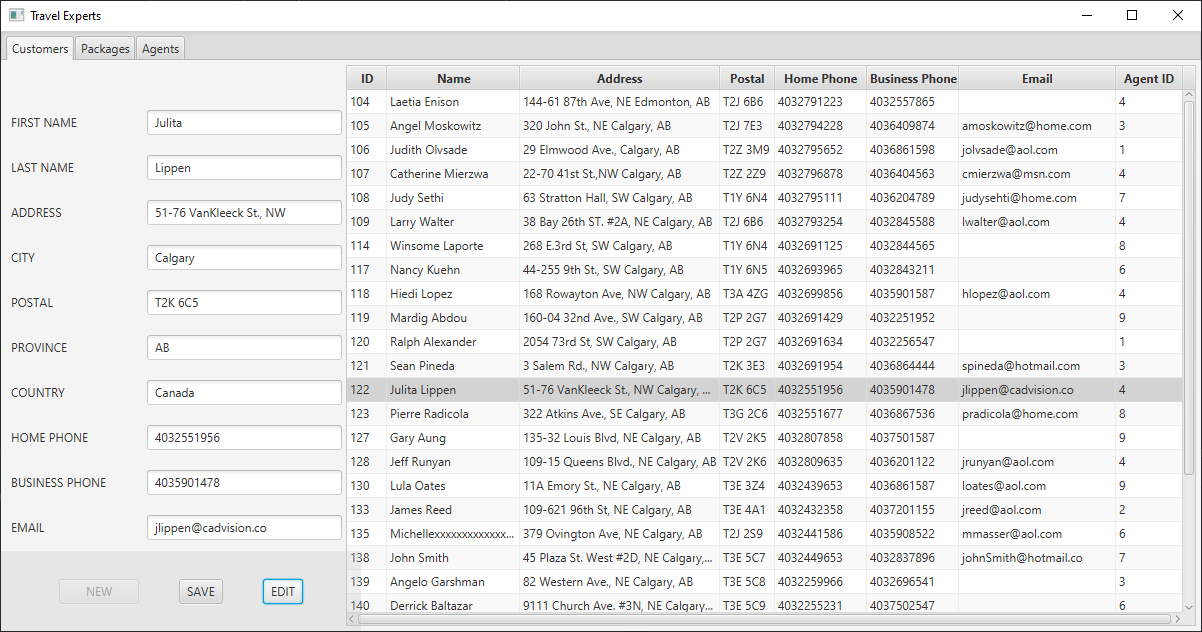 Travel Experts
Customers Packages Agents
FIRST NAME Julita
LAST NAME Lippen
ADDRESS 51-76 VanKleeck St., NW
CITY Calgary
POSTAL T2K 6C5
PROVINCE AB
COUNTRY Canada
HOME PHONE 4032551956
BUSINESS PHONE 4035901478
EMAIL jlippen@cadvision.co
NEW SAVE EDIT
ID Name Address Postal Home Phone Business Phone Email Agent ID
104 Laetia Enison 144-61 87th Ave, NE Edmonton, AB T2J 6B6 4032791223 4032557865 4
105 Angel Moskowitz 320 John St., NE Calgary, AB T2J 7E3 4032794228 4036409874 amoskowitz@home.com 3
106 Judith Olvsade 29 Elmwood Ave., Calgary, AB T2Z 3M9 4032795652 4036861598 jolvsade@aol.com 1
107 Catherine Mierzwa 22-70 41st St.,NW Calgary, AB T2Z 2Z9 4032796878 4036404563 cmierzwa@msn.com 4
108 Judy Sethi 63 Stratton Hall, SW Calgary, AB T1Y 6N4 4032795111 4036204789 judysehti@home.com 7
109 Larry Walter 38 Bay 26th ST. #2A, NE Calgary, AB T2J 6B6 4032793254 4032845588 lwalter@aol.com 4
114 Winsome Laporte 268 E.3rd St, SW Calgary, AB T1Y 6N4 4032691125 4032844565 8
117 Nancy Kuehn 44-255 9th St., SW Calgary, AB T1Y 6N5 4032693965 4032843211 6
118 Hiedi Lopez 168 Rowayton Ave, NW Calgary, AB T3A 4ZG 4032699856 4035901587 hlopez@aol.com 4
119 Mardig Abdou 160-04 32nd Ave., SW Calgary, AB T2P 2G7 4032691429 4032251952 9
120 Ralph Alexander 2054 73rd St, SW Calgary, AB T2P 2G7 4032691634 4032256547 1
121 Sean Pineda 3 Salem Rd., NW Calgary, AB T2K 3E3 4032691954 4036864444 spineda@hotmail.com 3
122 Julita Lippen 51-76 VanKleeck St., NW Calgary, ... T2K 6C5 4032551956 4035901478 jlippen@cadvision.co 4
123 Pierre Radicola 322 Atkins Ave., SE Calgary, AB T3G 2C6 4032551677 4036867536 pradicola@home.com 8
127 Gary Aung 135-32 Louis Blvd, NE Calgary, AB T2V 2K5 4032807858 4037501587 9
128 Jeff Runyan 109-15 Queens Blvd., NE Calgary, AB T2V 2K6 4032809635 4036201122 jrunyan@aol.com 4
130 Lula Oates 11A Emory St., NE Calgary, AB T3E 3Z4 4032439653 4036861587 loates@aol.com 9
133 James Reed 109-621 96th St, NE Calgary, AB T3E 4A1 4032432358 4037201155 jreed@aol.com 2
135 Michellexxxxxxxxxxxxx... 379 Ovington Ave, NE Calgary, AB T2J 2S9 4032441586 4035908522 mmasser@aol.com 6
138 John Smith 45 Plaza St. West #2D, NE Calgary,... T3E 5C7 4032449653 4032837896 johnSmith@hotmail.co 7
139 Angelo Garshman 82 Western Ave., NE Calgary, AB T3E 5C8 4032259966 4032696541 3
140 Derrick Baltazar 9111 Church Ave. #3N, NE Calgary... T3E 5C9 4032255231 4037502547 6